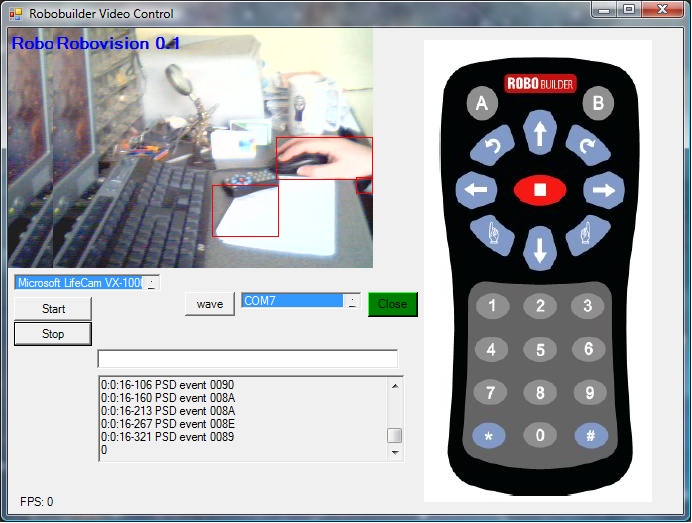 Robobuilder Video Control
Robo Robovision 0.1
ROBO BUILDER
A
B
Microsoft LifeCam VX-100
Start
wave
COM7
Close
Stop
1
2
3
4
5
6
7
8
9
*
0
#
0:0:16-106 PSD event 0090
0:0:16-160 PSD event 008A
0:0:16-213 PSD event 008A
0:0:16-267 PSD event 008E
0:0:16-321 PSD event 0089
0
FPS: 0